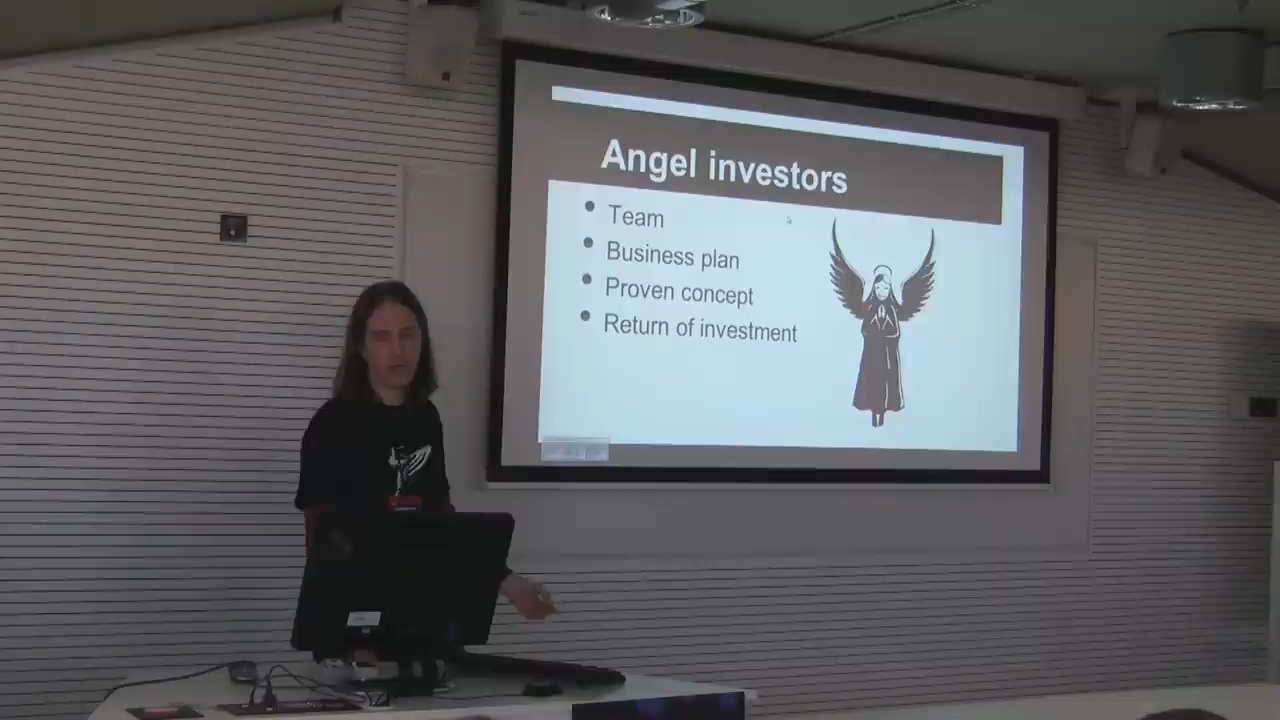 Angel investors
Team
Business plan
Proven concept
Return of investment